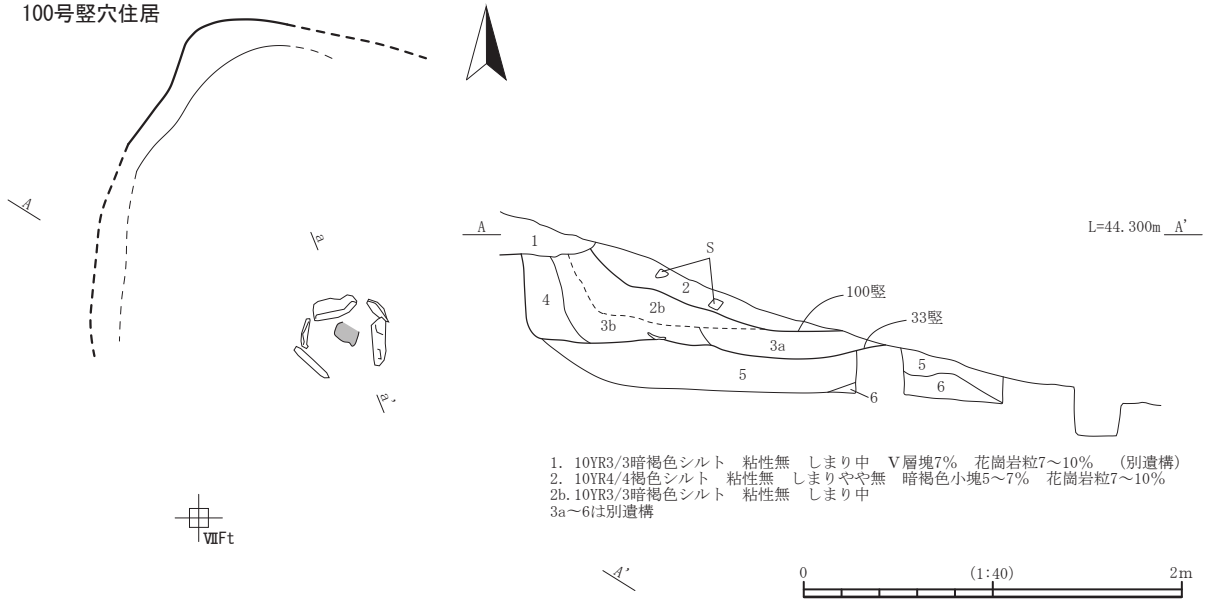 100号竪穴住居
A
a
a'
A'
ⅦFt
A
L=44.300m A'
1
S
2
100竪
4
2b
33竪
3b
3a
5
5
6
6
1. 10YR3/3暗褐色シルト 粘性無 しまり中 Ⅴ層塊7% 花崗岩粒7～10% (別遺構)
2. 10YR4/4褐色シルト 粘性無 しまりやや無 暗褐色小塊5～7% 花崗岩粒7～10%
2b. 10YR3/3暗褐色シルト 粘性無 しまり中
3a～6は別遺構
0 (1:40) 2m